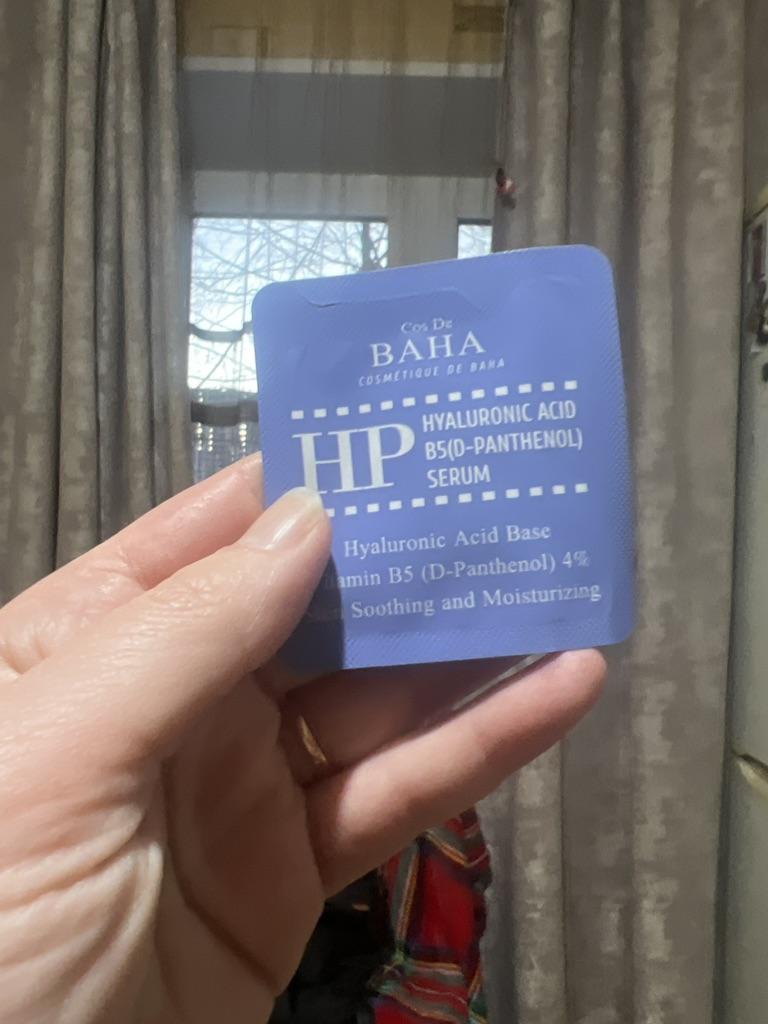 Cos De
BAHA
COSMÉTIQUE DE BAHA
HP
HYALURONIC ACID
B5(D-PANTHENOL)
SERUM
Hyaluronic Acid Base
amin B5 (D-Panthenol) 4%
Soothing and Moisturizing